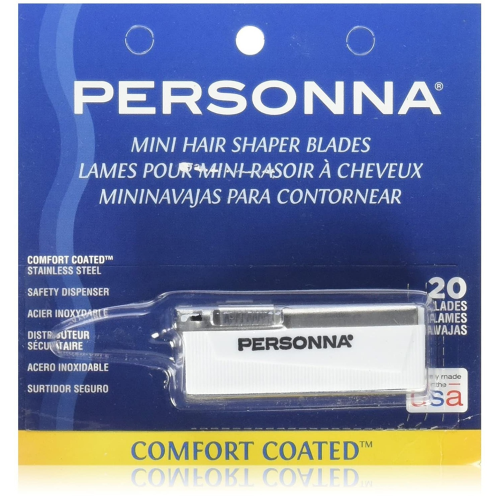 PERSONNA®
MINI HAIR SHAPER BLADES
LAMES POUR MINI RASOIR À CHEVEUX
MININAVAJAS PARA CONTORNEAR
COMFORT COATED™
STAINLESS STEEL
SAFETY DISPENSER
ACIER INOXYDABLE
DISTRIBUTEUR
SÉCURITAIRE
ACERO INOXIDABLE
SURTIDOR SEGURO
20
BLADES
LAMES
NAVAJAS
PERSONNA®
made
usa
COMFORT COATED™